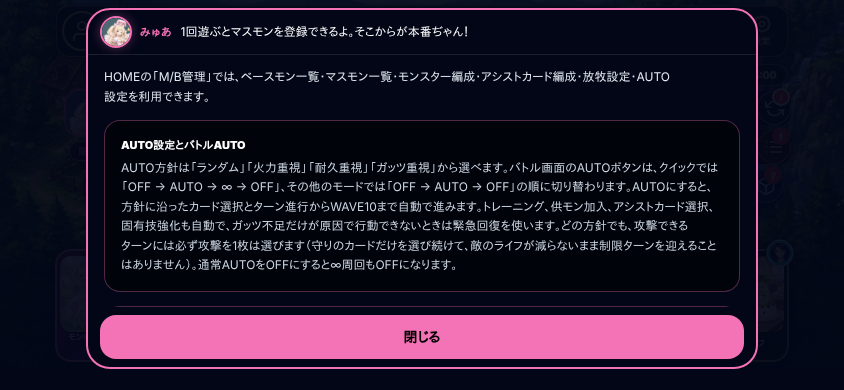 みゅあ 1回遊ぶとマスモンを登録できるよ。そこからが本番ぢゃん!
HOMEの「M/B管理」では、ベースモン一覧・マスモン一覧・モンスター編成・アシストカード編成・放牧設定・AUTO
設定を利用できます。
AUTO設定とバトルAUTO
AUTO方針は「ランダム」「火力重視」「耐久重視」「ガッツ重視」から選べます。バトル画面のAUTOボタンは、クイックでは
「OFF → AUTO → ∞ → OFF」、その他のモードでは「OFF → AUTO → OFF」の順に切り替わります。AUTOにすると、
方針に沿ったカード選択とターン進行からWAVE10まで自動で進みます。トレーニング、供モン加入、アシストカード選択、
固有技強化も自動で、ガッツ不足だけが原因で行動できないときは緊急回復を使います。どの方針でも、攻撃できる
ターンには必ず攻撃を1枚は選びます（守りのカードだけを選び続けて、敵のライフが減らないまま制限ターンを迎えること
はありません）。通常AUTOをOFFにすると∞周回もOFFになります。
閉じる